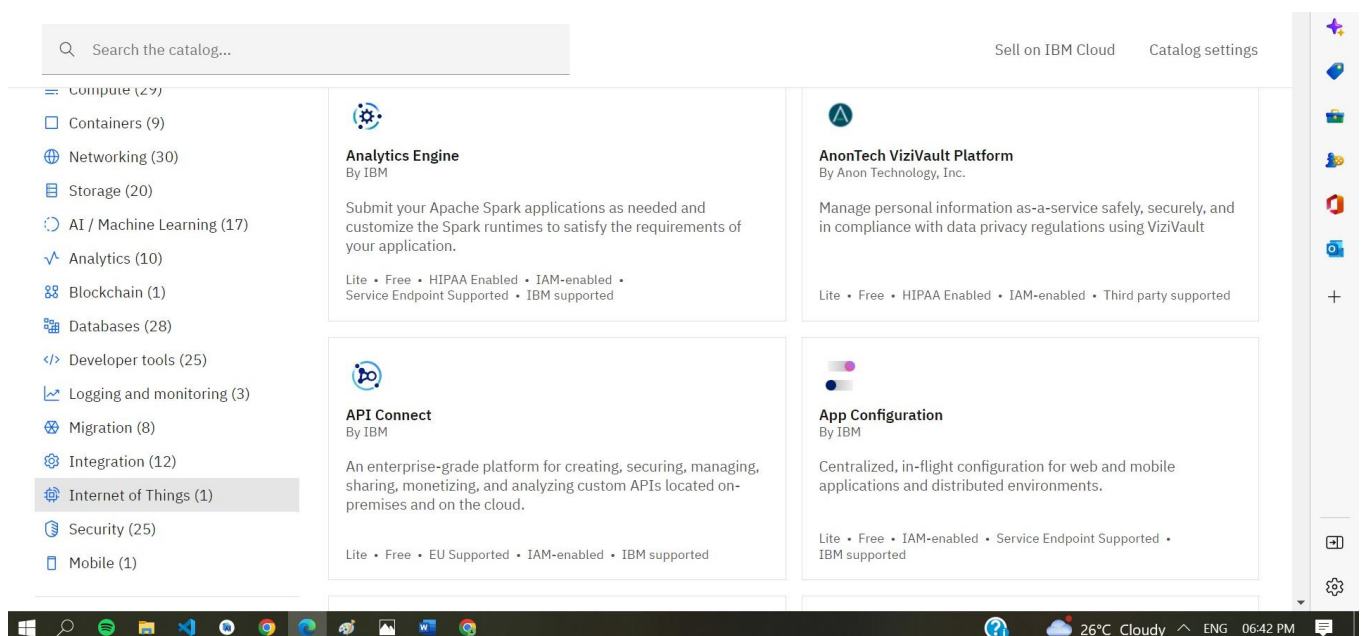 Search the catalog...
Sell on IBM Cloud
Catalog settings
Compute (29)
Containers (9)
Networking (30)
Storage (20)
AI / Machine Learning (17)
Analytics (10)
Blockchain (1)
Databases (28)
Developer tools (25)
Logging and monitoring (3)
Migration (8)
Integration (12)
Internet of Things (1)
Security (25)
Mobile (1)
Analytics Engine
By IBM
Submit your Apache Spark applications as needed and
customize the Spark runtimes to satisfy the requirements of
your application.
Lite • Free • HIPAA Enabled • IAM-enabled •
Service Endpoint Supported • IBM supported
AnonTech ViziVault Platform
By Anon Technology, Inc.
Manage personal information as-a-service safely, securely, and
in compliance with data privacy regulations using ViziVault
Lite • Free • HIPAA Enabled • IAM-enabled • Third party supported
API Connect
By IBM
An enterprise-grade platform for creating, securing, managing,
sharing, monetizing, and analyzing custom APIs located on-
premises and on the cloud.
Lite • Free • EU Supported • IAM-enabled • IBM supported
App Configuration
By IBM
Centralized, in-flight configuration for web and mobile
applications and distributed environments.
Lite • Free • IAM-enabled • Service Endpoint Supported •
IBM supported
26°C Cloudy
ENG
06:42 PM